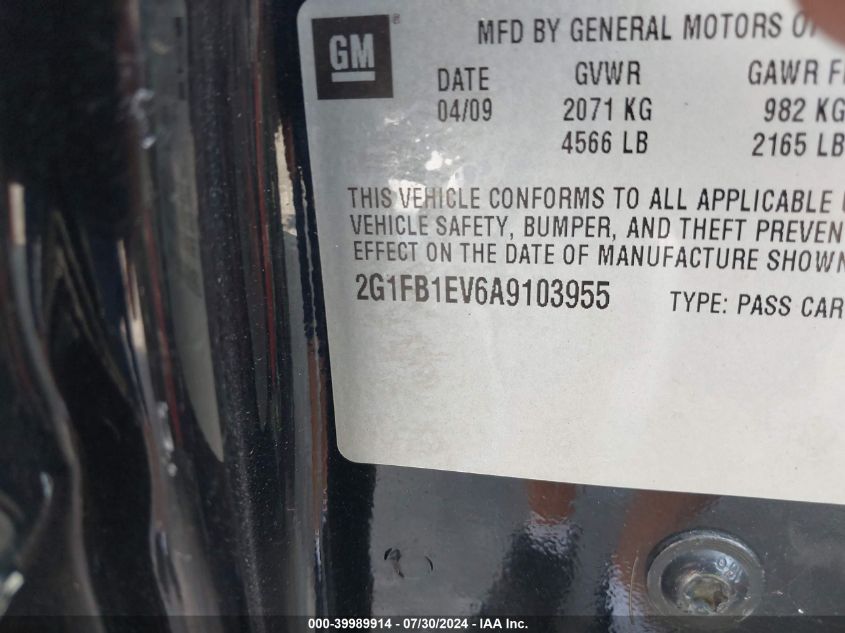 GM
MFD BY GENERAL MOTORS
DATE GVWR GAWR
04/09 2071 KG 982 KG
4566 LB 2165 LB
THIS VEHICLE CONFORMS TO ALL APPLICABLE
VEHICLE SAFETY, BUMPER, AND THEFT PREVEN
EFFECT ON THE DATE OF MANUFACTURE SHOWN
2G1FB1EV6A9103955 TYPE: PASS CAR
000-39989914 - 07/30/2024 - IAA Inc.